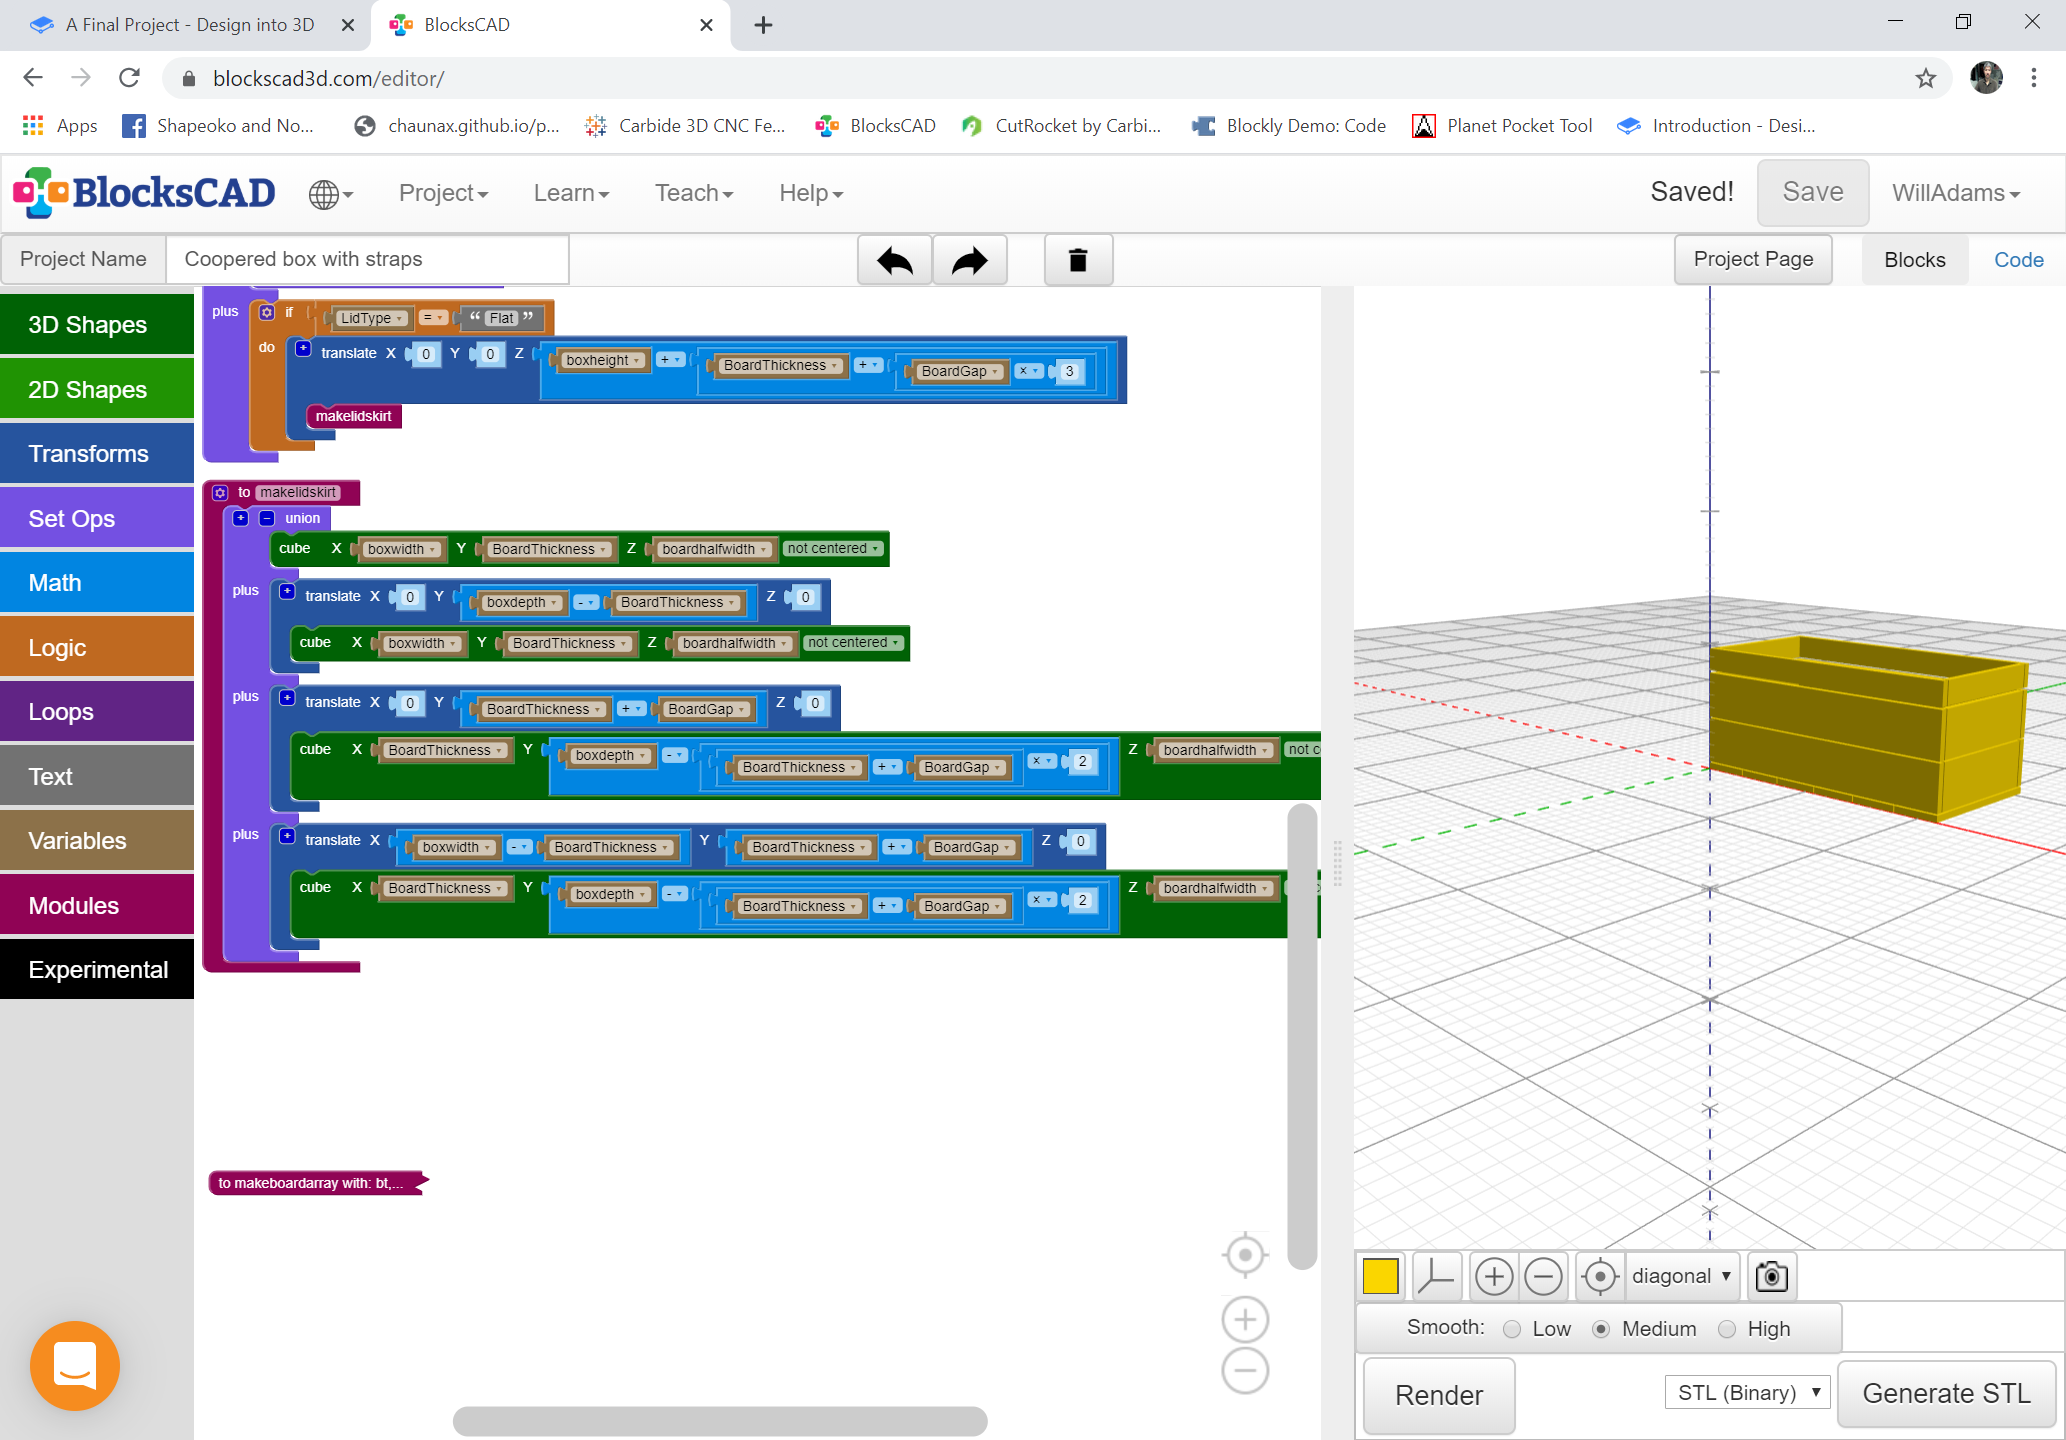 A Final Project - Design into 3D
BlocksCAD
blockscad3d.com/editor/
Apps
Shapeoko and No...
chaunax.github.io/p...
Carbide 3D CNC Fe...
BlocksCAD
CutRocket by Carbi...
Blockly Demo: Code
Planet Pocket Tool
Introduction - Desi...
BlocksCAD
Project
Learn
Teach
Help
Saved!
Save
WillAdams
Project Name
Coopered box with straps
Project Page
Blocks
Code
3D Shapes
2D Shapes
Transforms
Set Ops
Math
Logic
Loops
Text
Variables
Modules
Experimental
plus if LidType = “ Flat ”
do translate X 0 Y 0 Z boxheight + BoardThickness + BoardGap × 3
makelidskirt
to makelidskirt
+ - union
cube X boxwidth Y BoardThickness Z boardhalfwidth not centered
plus translate X 0 Y boxdepth - BoardThickness Z 0
cube X boxwidth Y BoardThickness Z boardhalfwidth not centered
plus translate X 0 Y BoardThickness + BoardGap Z 0
cube X BoardThickness Y boxdepth - BoardThickness + BoardGap × 2 Z boardhalfwidth not c
plus translate X boxwidth - BoardThickness Y BoardThickness + BoardGap Z 0
cube X BoardThickness Y boxdepth - BoardThickness + BoardGap × 2 Z boardhalfwidth
to makeboardarray with: bt,...
diagonal
Smooth: Low Medium High
Render
STL (Binary)
Generate STL